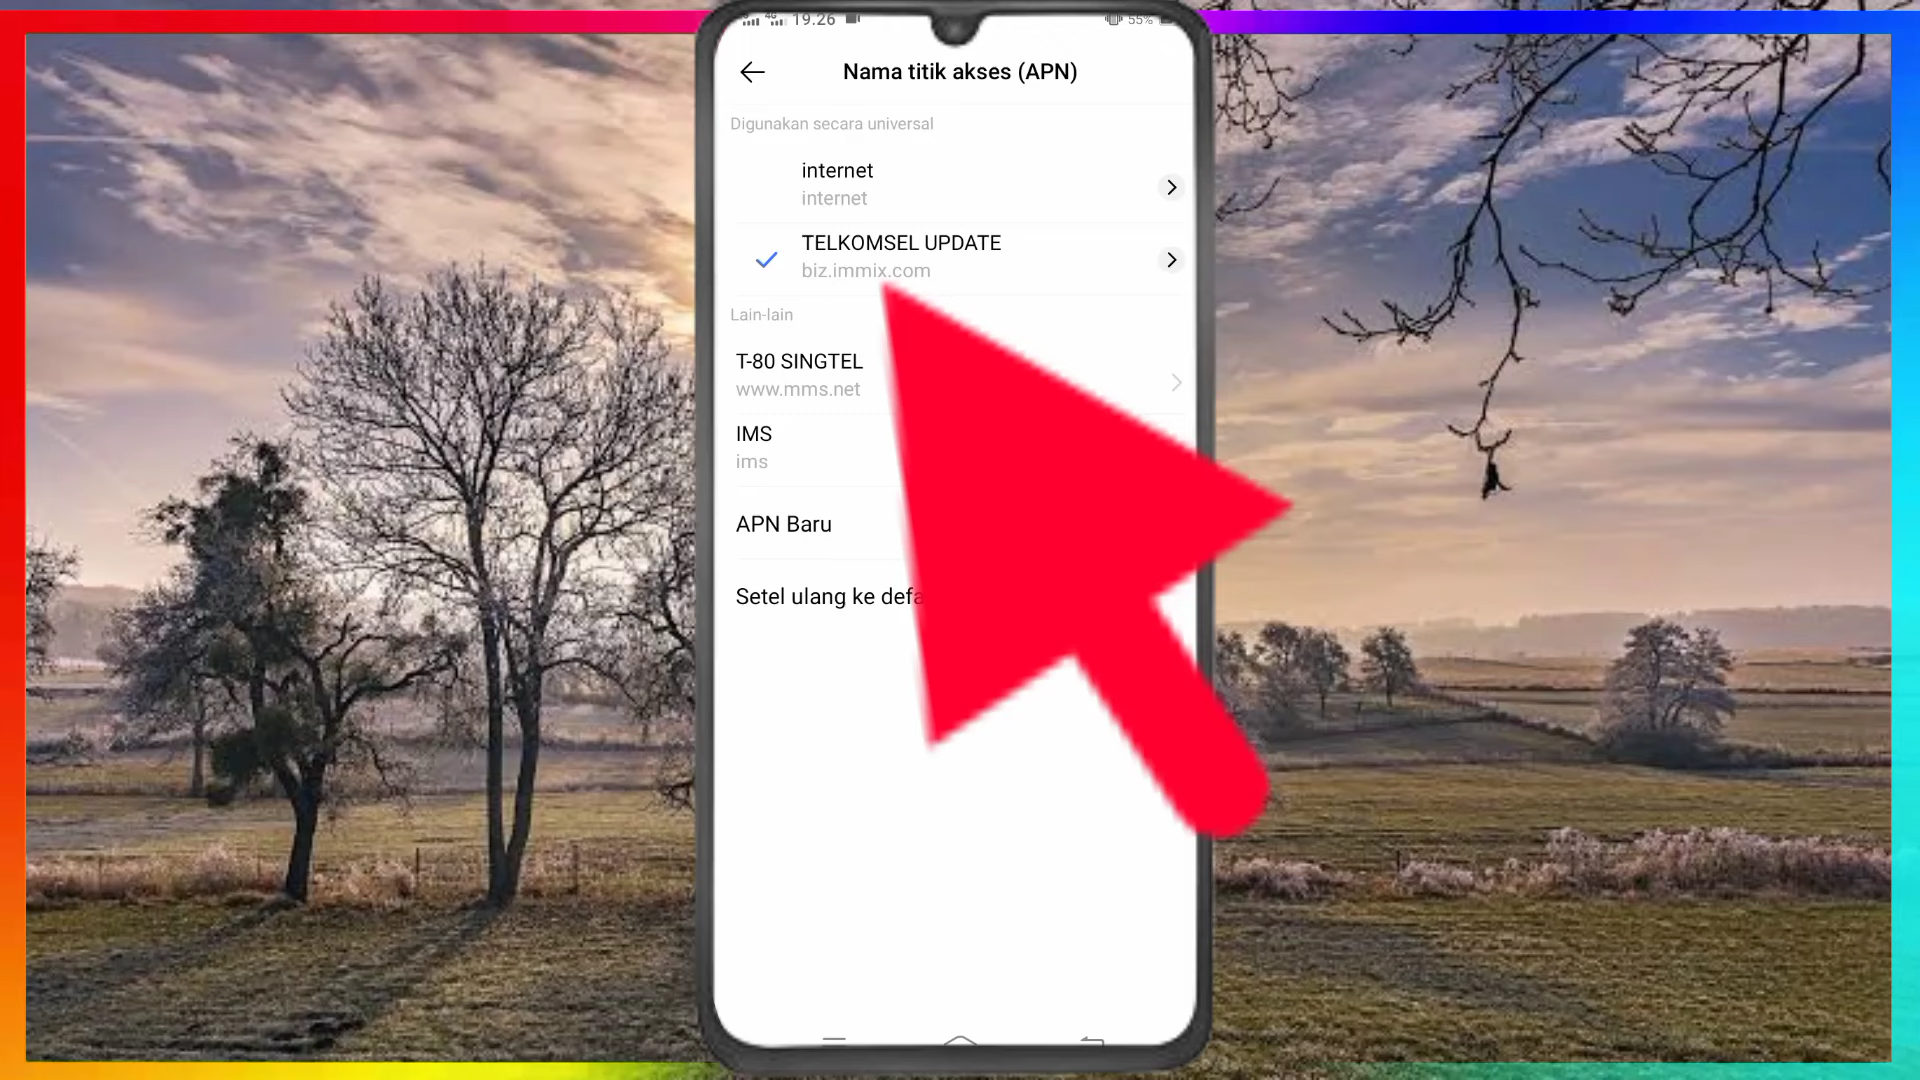 4G 19.26 55%
Nama titik akses (APN)
Digunakan secara universal
internet
internet
TELKOMSEL UPDATE
biz.immix.com
Lain-lain
T-80 SINGTEL
www.mms.net
IMS
ims
APN Baru
Setel ulang ke defa